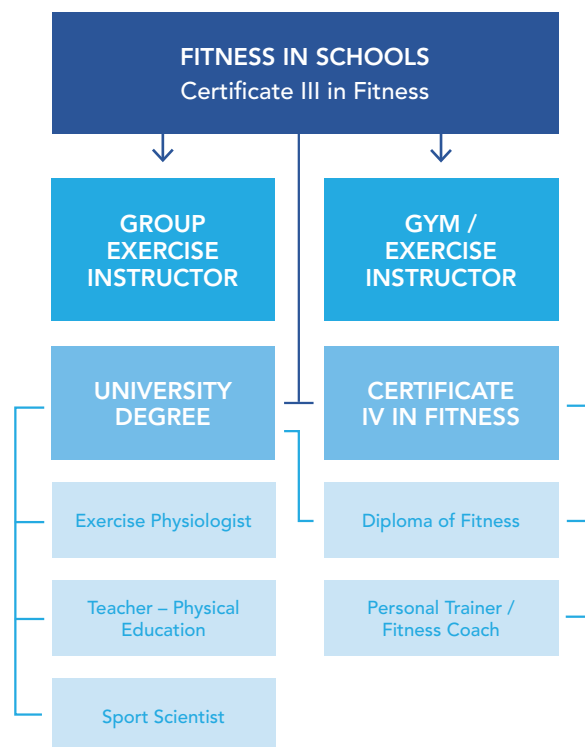 FITNESS IN SCHOOLS
Certificate III in Fitness
GROUP
EXERCISE
INSTRUCTOR
GYM /
EXERCISE
INSTRUCTOR
UNIVERSITY
DEGREE
CERTIFICATE
IV IN FITNESS
Exercise Physiologist
Diploma of Fitness
Teacher – Physical
Education
Personal Trainer /
Fitness Coach
Sport Scientist